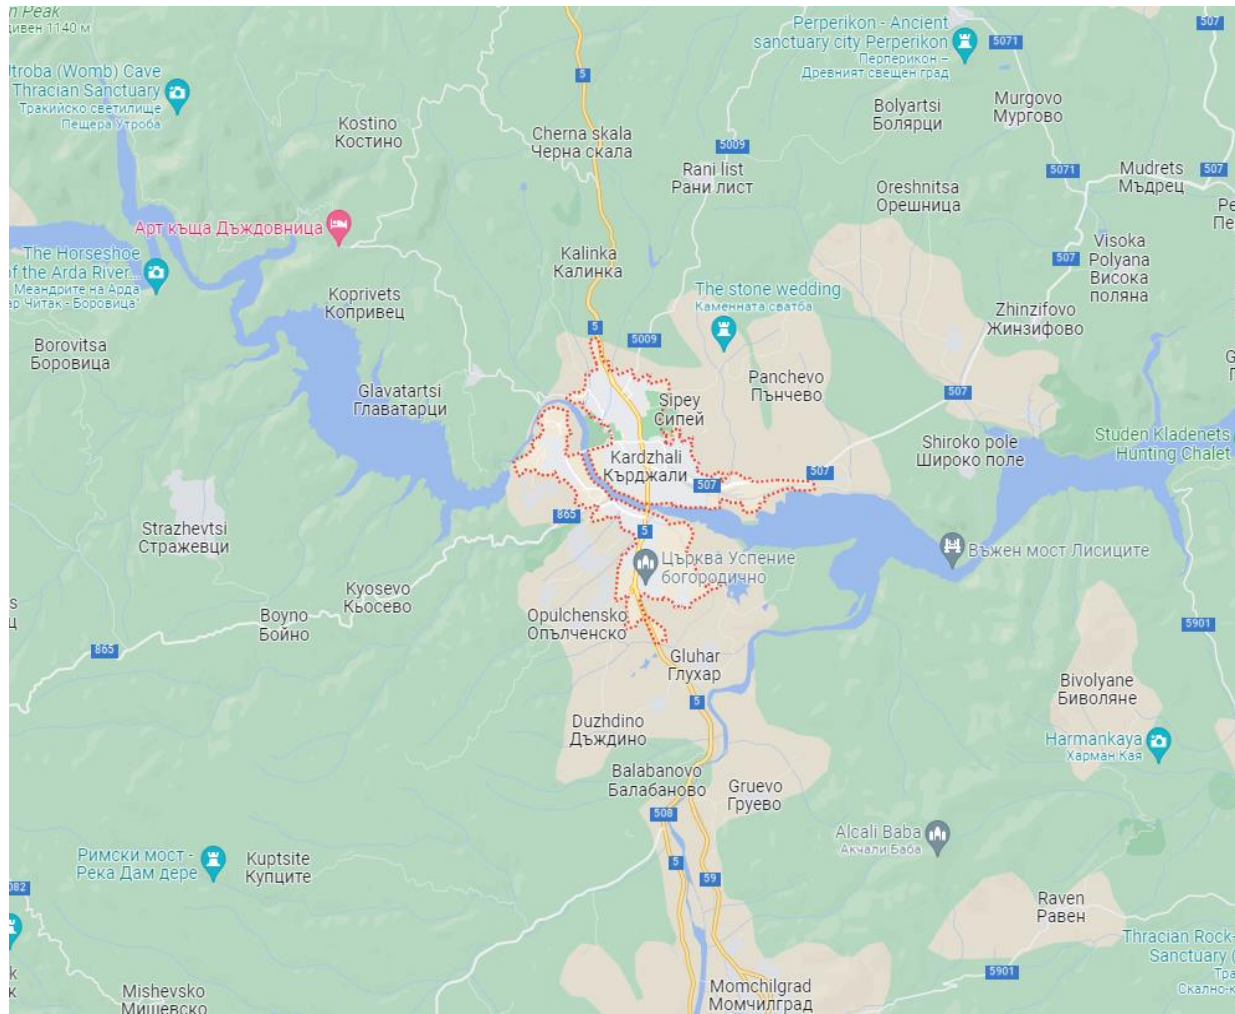 n Peak
дивен 1140 м
Perperikon - Ancient
sanctuary city Perperikon
Перперикон –
Древният свещен град
5071
507
5
Utroba (Womb) Cave
Thracian Sanctuary
Тракийско светилище
Пещера Утроба
Kostino
Костино
Cherna skala
Черна скала
5009
Rani list
Рани лист
Bolyartsi
Болярци
Murgovo
Мургово
5071
Mudrets
Мъдрец
507
Oreshnitsa
Орешница
Pe
Пе
Арт къща Дъждовница
The Horseshoe
of the Arda River...
Меандрите на Арда
ар Читак - Боровица"
Kalinka
Калинка
507
Visoka
Polyana
Висока
поляна
Koprivets
Копривец
The stone wedding
Каменната сватба
Zhinzifovo
Жинзифово
5
5009
Borovitsa
Боровица
G
Glavatartsi
Главатарци
Panchevo
Пънчево
507
Sipey
Сипей
Shiroko pole
Широко поле
Studen Kladenets
Hunting Chalet
Kardzhali
Кърджали
507
507
865
5
Strazhevtsi
Стражевци
Въжен мост Лисиците
Църква Успение
богородично
Kyosevo
Кьосево
s
ц
Boyno
Бойно
Opulchensko
Опълченско
5901
865
Gluhar
Глухар
Bivolyane
Биволяне
5
Duzhdino
Дъждино
Harmankaya
Харман Кая
Balabanovo
Балабаново
Gruevo
Груево
508
Alcali Baba
Акчали Баба
Римски мост -
Река Дам дере
Kuptsite
Купците
5
59
082
Raven
Равен
Thracian Rock-
Sanctuary (
Тра
Скално-к
5901
k
к
Mishevsko
Мишевско
Momchilgrad
Момчилград